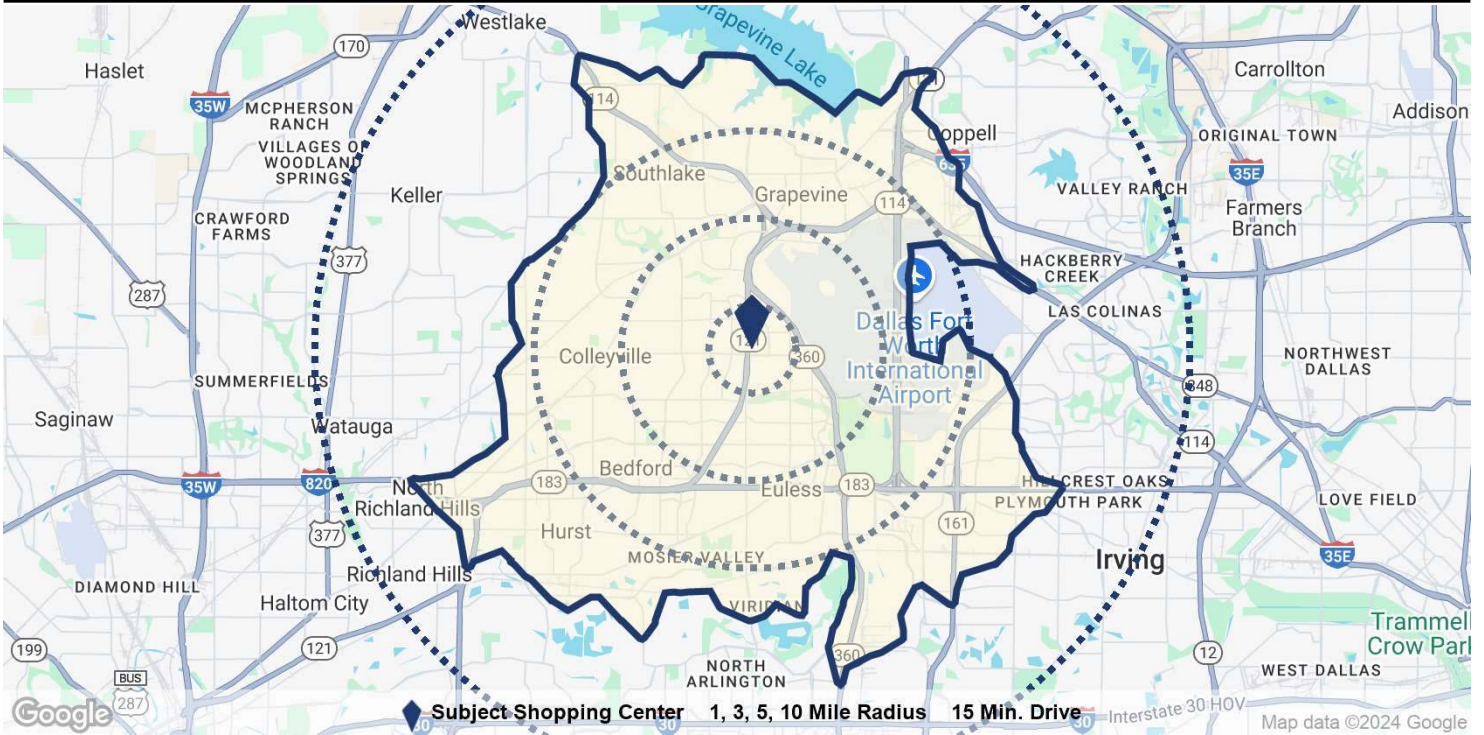 Westlake
Grapevine Lake
170
Haslet
35W
MCPHERSON
RANCH
114
Carrollton
Addison
Coppell
635
ORIGINAL TOWN
VILLAGES OF
WOODLAND
SPRINGS
Southlake
Keller
Grapevine
VALLEY RANCH
35E
114
Farmers
Branch
CRAWFORD
FARMS
377
HACKBERRY
CREEK
287
LAS COLINAS
Dallas Fort
Worth
International
Airport
Colleyville
360
NORTHWEST
DALLAS
SUMMERFIELDS
348
Saginaw
Watauga
114
Bedford
35W
820
North
Richland Hills
183
Euless
183
HILLCREST OAKS
PLYMOUTH PARK
LOVE FIELD
161
377
Hurst
MOSIER VALLEY
Irving
35E
DIAMOND HILL
Richland Hills
Haltom City
VIRIDIAN
Trammell
Crow Park
199
121
360
12
NORTH
ARLINGTON
WEST DALLAS
BUS
287
Google
30
30
30
Subject Shopping Center 1, 3, 5, 10 Mile Radius 15 Min. Drive
Interstate 30 HOV
Map data ©2024 Google